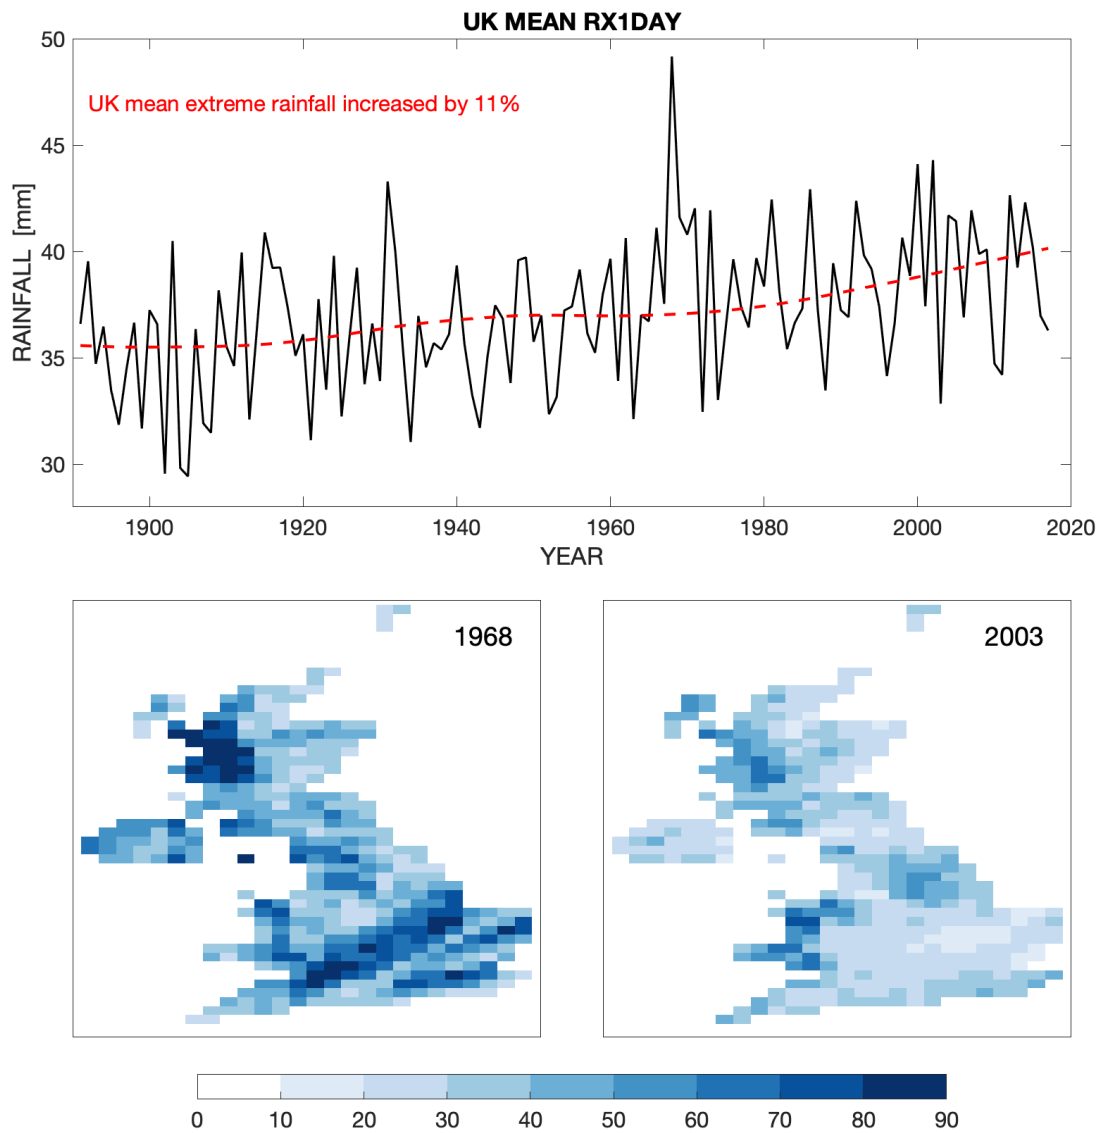 UK MEAN RX1DAY
50
UK mean extreme rainfall increased by 11%
45
40
35
30
RAINFALL [mm]
1900 1920 1940 1960 1980 2000 2020
YEAR
1968
2003
0 10 20 30 40 50 60 70 80 90